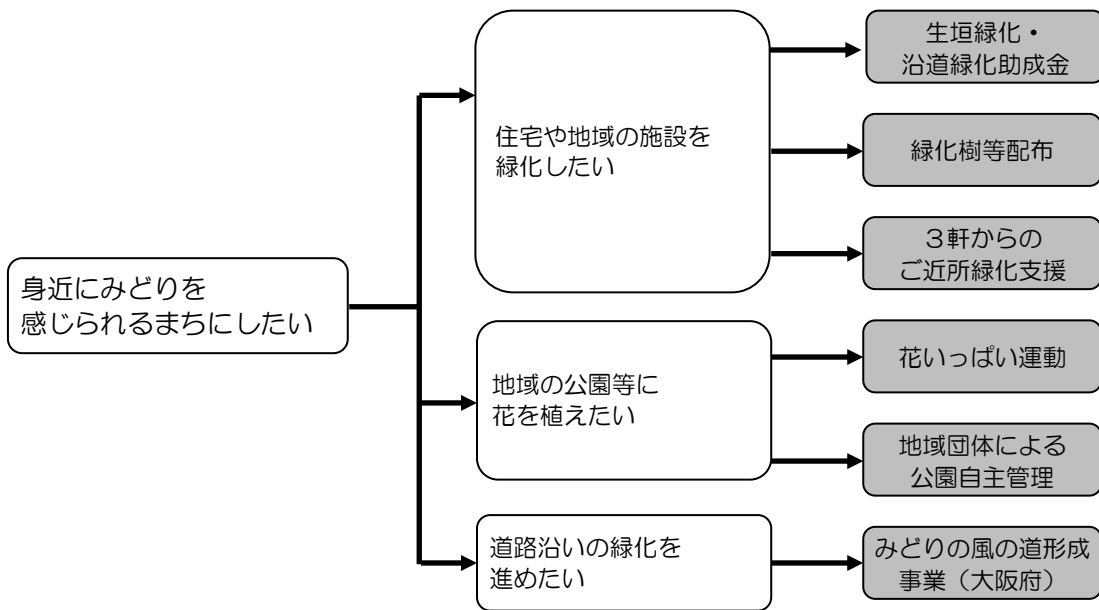 身近にみどりを
感じられるまちにしたい
住宅や地域の施設を
緑化したい
生垣緑化・
沿道緑化助成金
緑化樹等配布
３軒からの
ご近所緑化支援
地域の公園等に
花を植えたい
花いっぱい運動
地域団体による
公園自主管理
道路沿いの緑化を
進めたい
みどりの風の道形成
事業（大阪府）